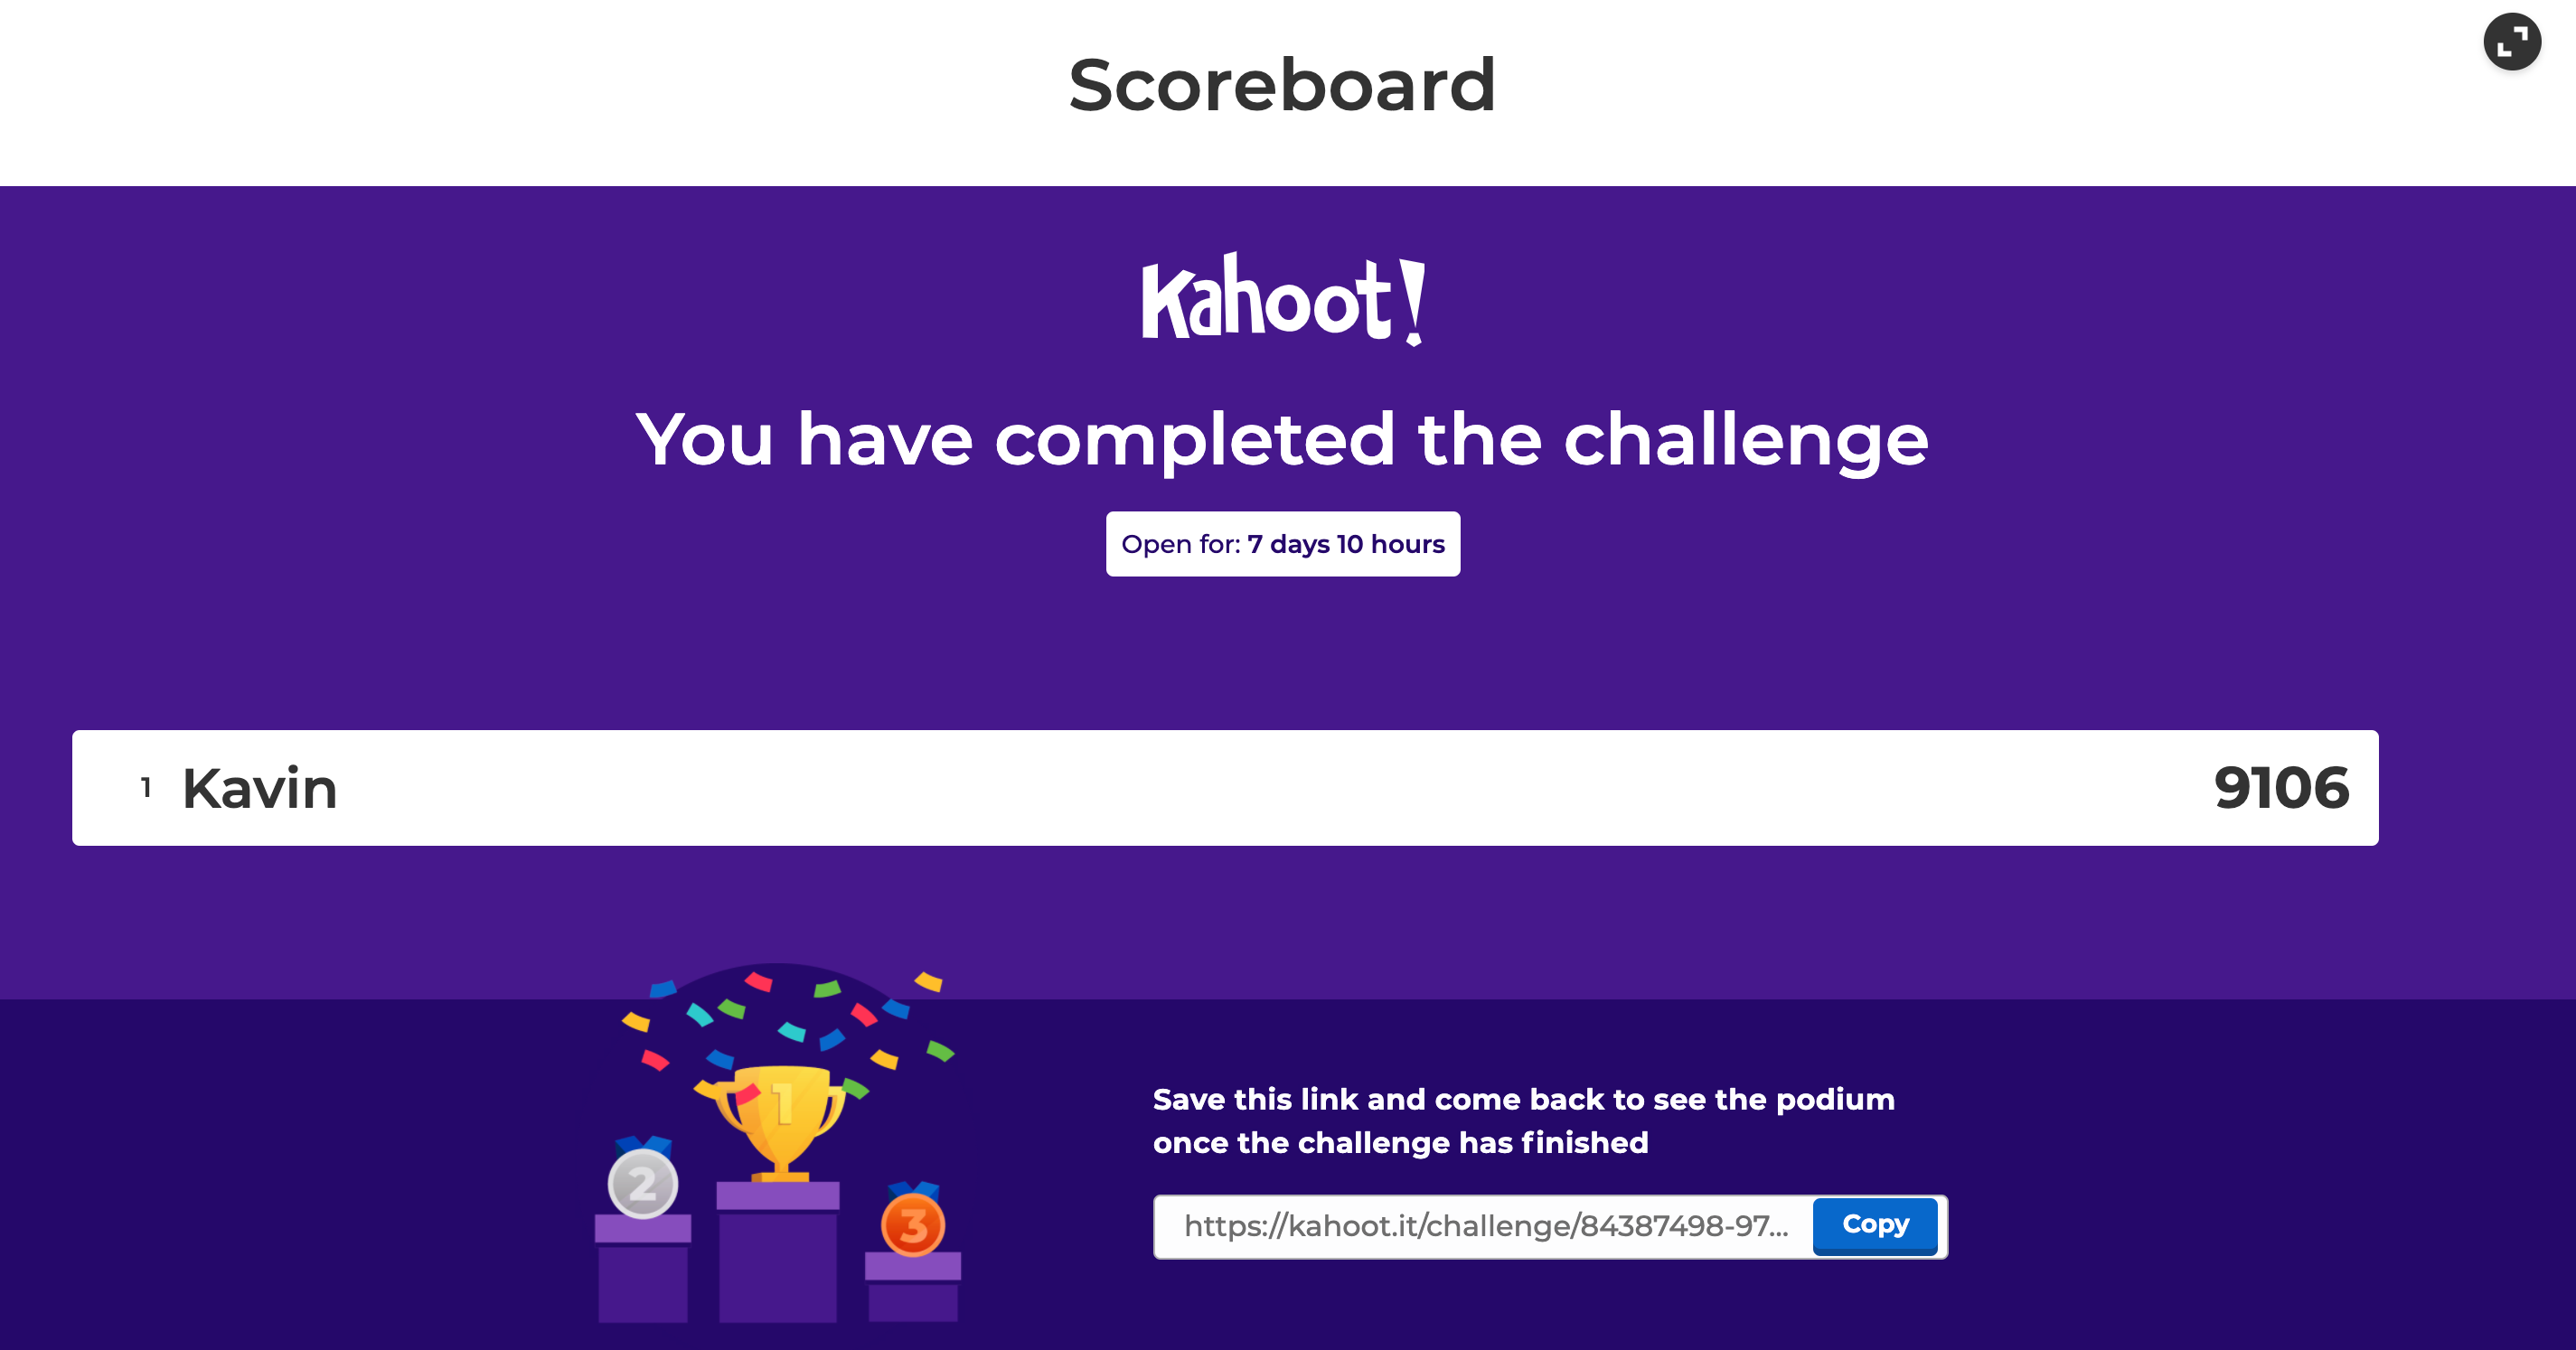 Scoreboard
Kahoot!
You have completed the challenge
Open for: 7 days 10 hours
1 Kavin 9106
1
2
3
Save this link and come back to see the podium
once the challenge has finished
https://kahoot.it/challenge/84387498-97... Copy